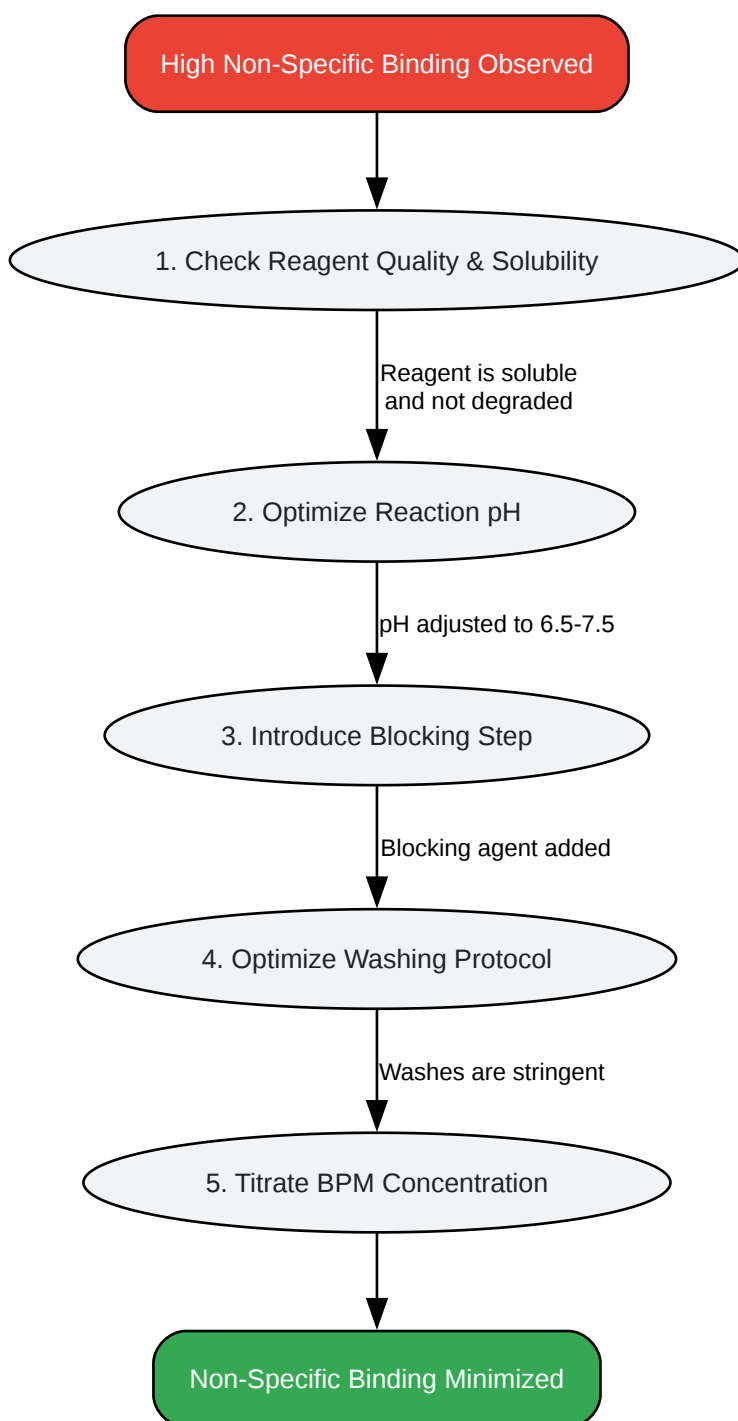 High Non-Specific Binding Observed
1. Check Reagent Quality & Solubility
Reagent is soluble
and not degraded
2. Optimize Reaction pH
pH adjusted to 6.5-7.5
3. Introduce Blocking Step
Blocking agent added
4. Optimize Washing Protocol
Washes are stringent
5. Titrate BPM Concentration
Non-Specific Binding Minimized